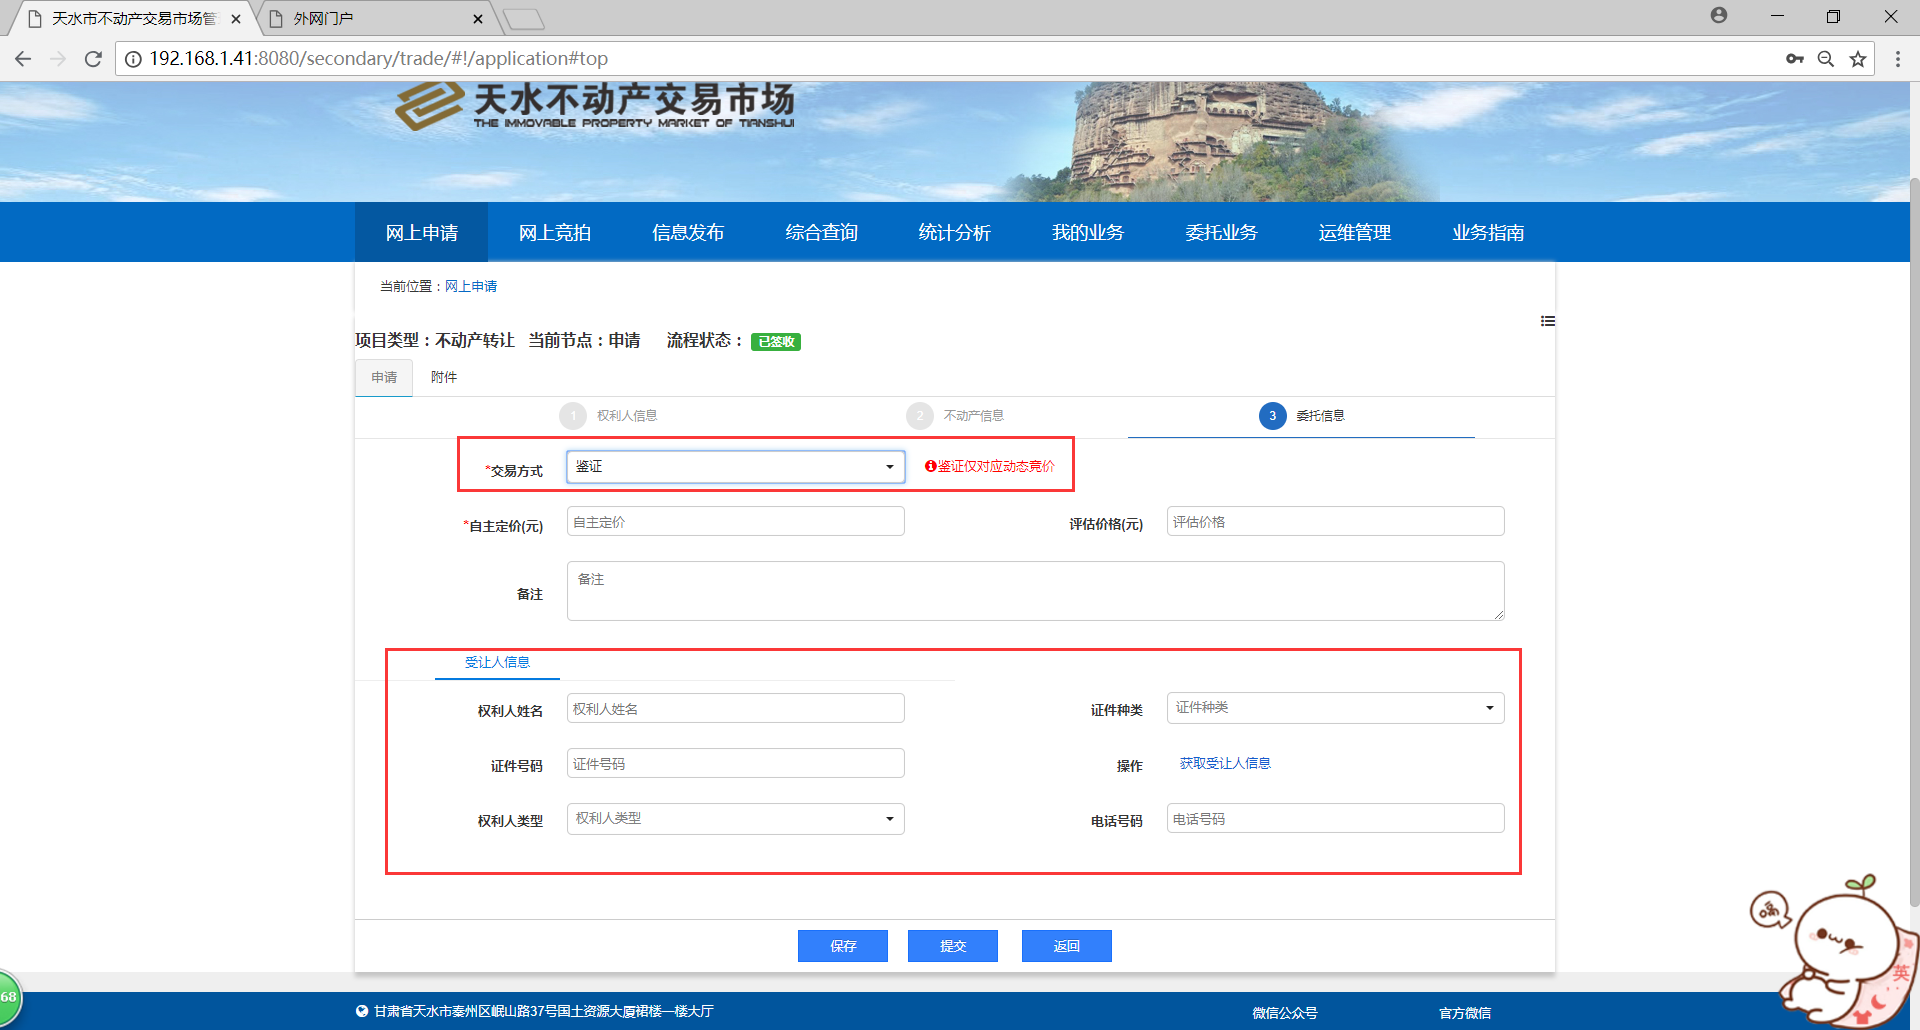 天水市不动产交易市场管
外网门户
192.168.1.41:8080/secondary/trade/#!/application#top
天水不动产交易市场
THE IMMOVABLE PROPERTY MARKET OF TIANSHUI
网上申请 网上竞拍 信息发布 综合查询 统计分析 我的业务 委托业务 运维管理 业务指南
当前位置：网上申请
项目类型：不动产转让 当前节点：申请 流程状态： 已签收
申请 附件
1 权利人信息 2 不动产信息 3 委托信息
*交易方式 鉴证 鉴证仅对应动态竞价
*自主定价(元) 自主定价 评估价格(元) 评估价格
备注 备注
受让人信息
权利人姓名 权利人姓名 证件种类 证件种类
证件号码 证件号码 操作 获取受让人信息
权利人类型 权利人类型 电话号码 电话号码
嗝
英
保存 提交 返回
68
甘肃省天水市秦州区岷山路37号国土资源大厦裙楼一楼大厅 微信公众号 官方微信